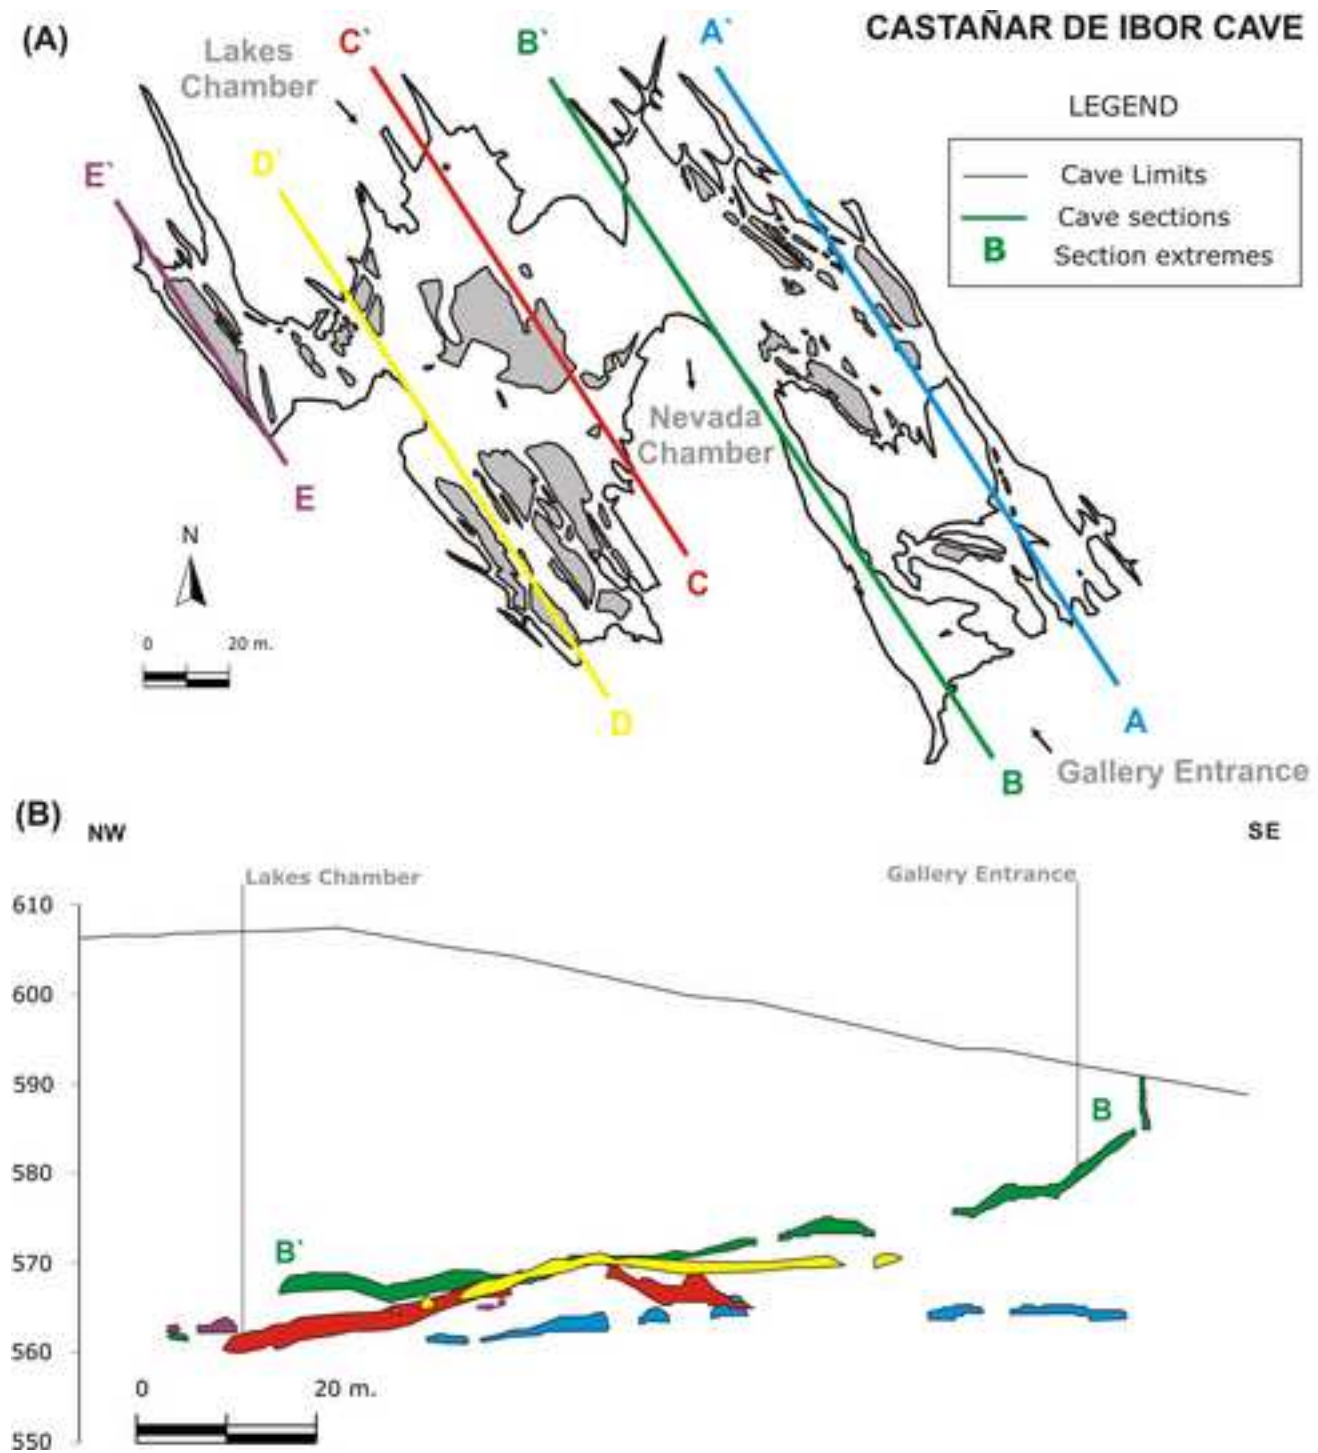 (A)
CASTAÑAR DE IBOR CAVE
Lakes
Chamber
C`
B`
A`
LEGEND
Cave Limits
Cave sections
B
Section extremes
E`
D`
Nevada
Chamber
E
N
0 20 m.
C
D
A
B
Gallery Entrance
(B)
NW
SE
Lakes Chamber
Gallery Entrance
610
600
590
B
580
570
B`
560
0 20 m.
550